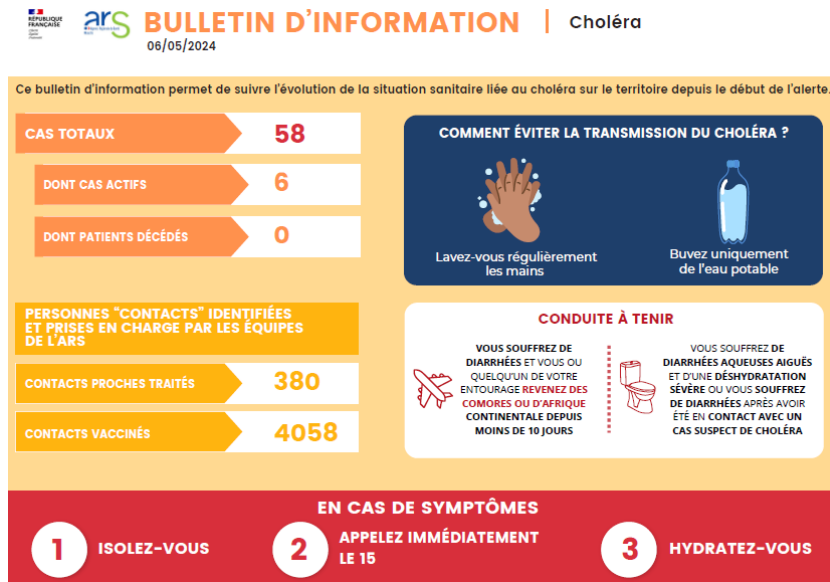 RÉPUBLIQUE
FRANÇAISE
ars
BULLETIN D'INFORMATION | Choléra
06/05/2024
Ce bulletin d'information permet de suivre l'évolution de la situation sanitaire liée au choléra sur le territoire depuis le début de l'alerte.
CAS TOTAUX 58
DONT CAS ACTIFS 6
DONT PATIENTS DÉCÉDÉS 0
PERSONNES "CONTACTS" IDENTIFIÉES
ET PRISES EN CHARGE PAR LES ÉQUIPES
DE L'ARS
CONTACTS PROCHES TRAITÉS 380
CONTACTS VACCINÉS 4058
COMMENT ÉVITER LA TRANSMISSION DU CHOLÉRA ?
Lavez-vous régulièrement
les mains
Buvez uniquement
de l'eau potable
CONDUITE À TENIR
VOUS SOUFFREZ DE
DIARRHÉES ET VOUS OU
QUELQU'UN DE VOTRE
ENTOURAGE REVENEZ DES
COMORES OU D'AFRIQUE
CONTINENTALE DEPUIS
MOINS DE 10 JOURS
VOUS SOUFFREZ DE
DIARRHÉES AQUEUSES AIGUËS
ET D'UNE DÉSHYDRATATION
SÉVÈRE OU VOUS SOUFFREZ
DE DIARRHÉES APRÈS AVOIR
ÉTÉ EN CONTACT AVEC UN
CAS SUSPECT DE CHOLÉRA
EN CAS DE SYMPTÔMES
1 ISOLEZ-VOUS
2 APPELEZ IMMÉDIATEMENT
LE 15
3 HYDRATEZ-VOUS